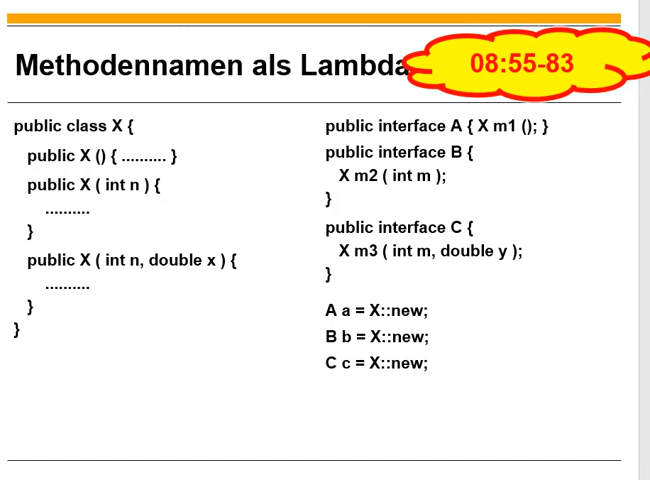 Methodennamen als Lambda
08:55-83
public class X {
public X () { .......... }
public X ( int n ) {
..........
}
public X ( int n, double x ) {
..........
}
}
public interface A { X m1 (); }
public interface B {
X m2 ( int m );
}
public interface C {
X m3 ( int m, double y );
}
A a = X::new;
B b = X::new;
C c = X::new;